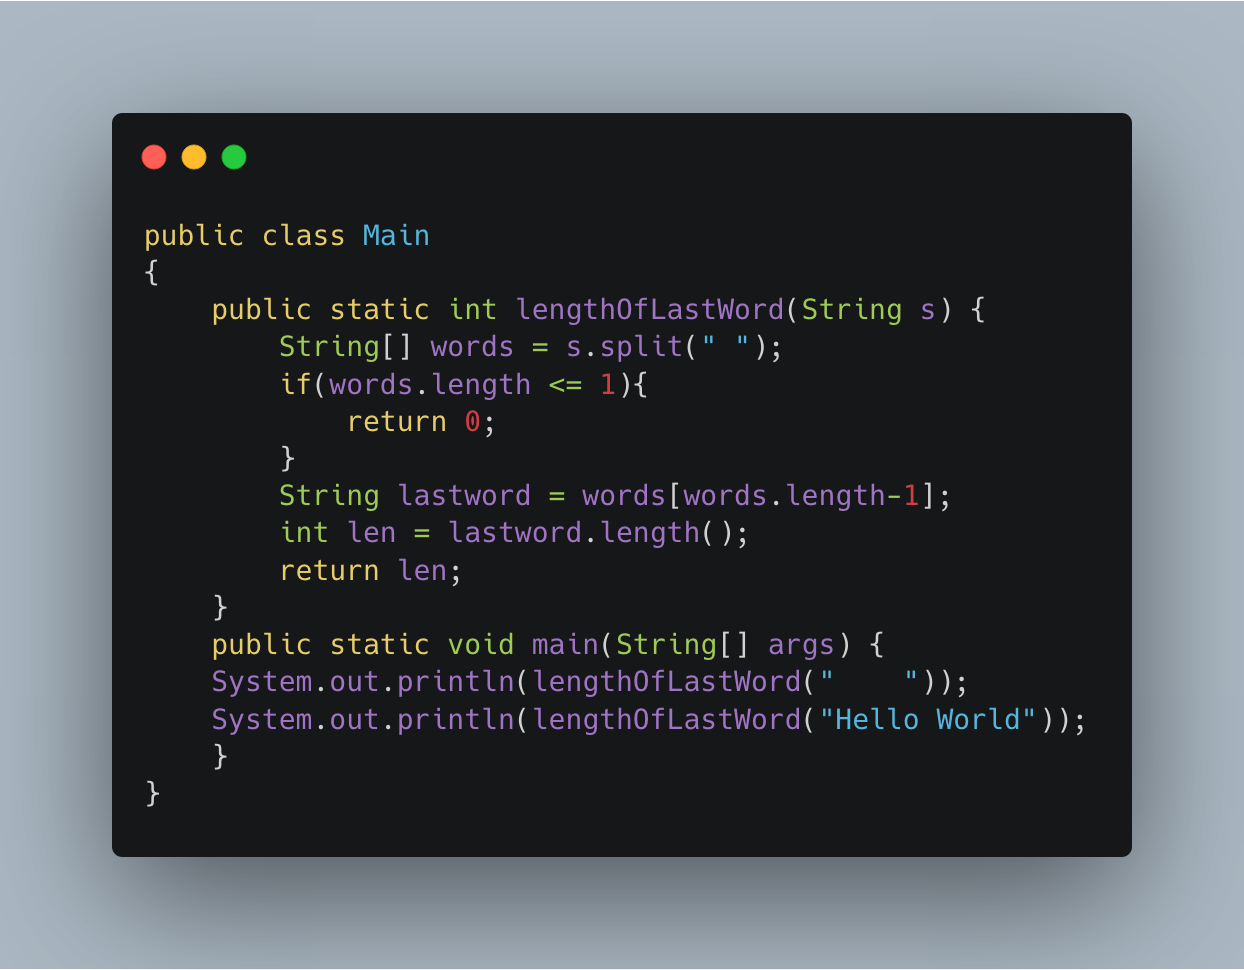 public class Main
{
    public static int lengthOfLastWord(String s) {
        String[] words = s.split(" ");
        if(words.length <= 1){
            return 0;
        }
        String lastword = words[words.length-1];
        int len = lastword.length();
        return len;
    }
    public static void main(String[] args) {
    System.out.println(lengthOfLastWord("    "));
    System.out.println(lengthOfLastWord("Hello World"));
    }
}